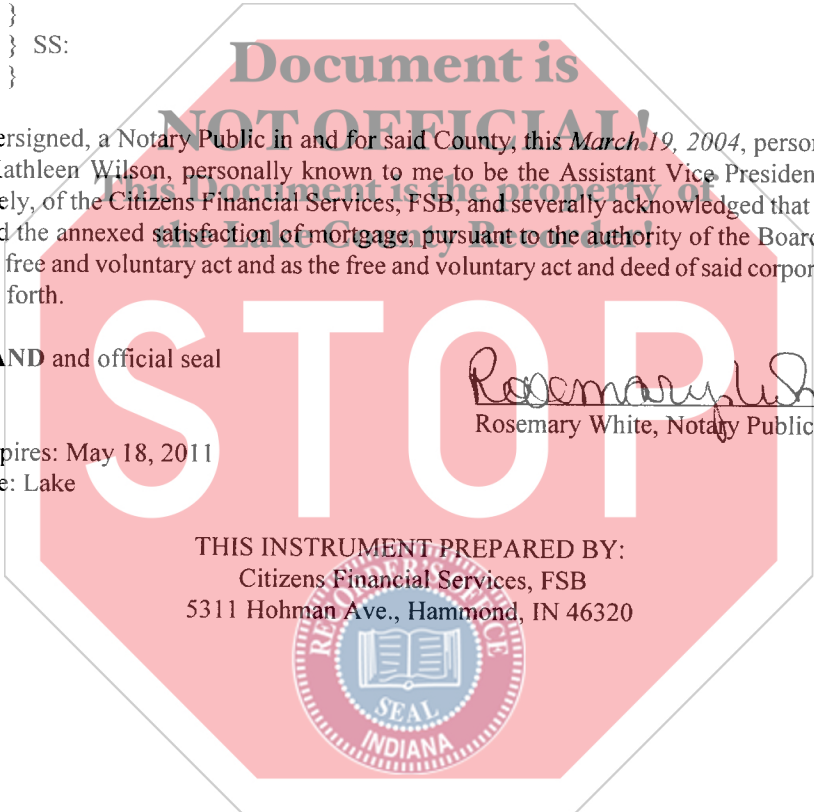 }
} SS:
}
Document is
NOT OFFICIAL!
This Document is the property of
the Lake County Recorder!
ersigned, a Notary Public in and for said County, this March 19, 2004, person
Kathleen Wilson, personally known to me to be the Assistant Vice President
ely, of the Citizens Financial Services, FSB, and severally acknowledged that
d the annexed satisfaction of mortgage, pursuant to the authority of the Board
free and voluntary act and as the free and voluntary act and deed of said corpor
forth.
AND and official seal
Rosemary Wh
Rosemary White, Notary Public
pires: May 18, 2011
e: Lake
STOP
THIS INSTRUMENT PREPARED BY:
Citizens Financial Services, FSB
5311 Hohman Ave., Hammond, IN 46320
RECORDER'S OFFICE
SEAL
INDIANA